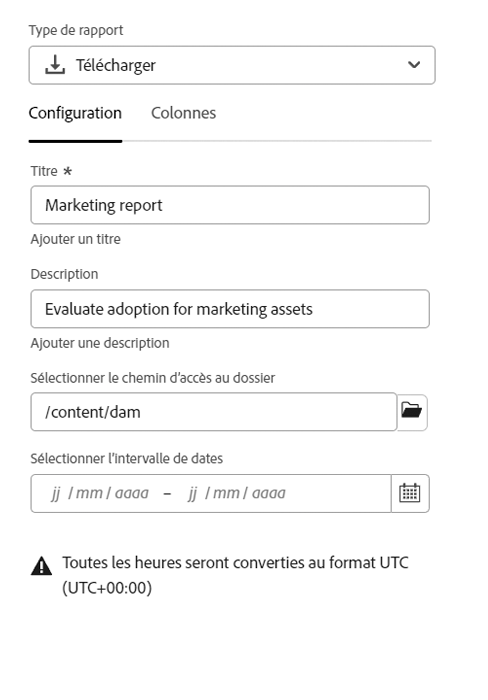 Type de rapport
Télécharger
Configuration Colonnes
Titre *
Marketing report
Ajouter un titre
Description
Evaluate adoption for marketing assets
Ajouter une description
Sélectionner le chemin d’accès au dossier
/content/dam
Sélectionner l’intervalle de dates
jj / mm / aaaa – jj / mm / aaaa
Toutes les heures seront converties au format UTC
(UTC+00:00)